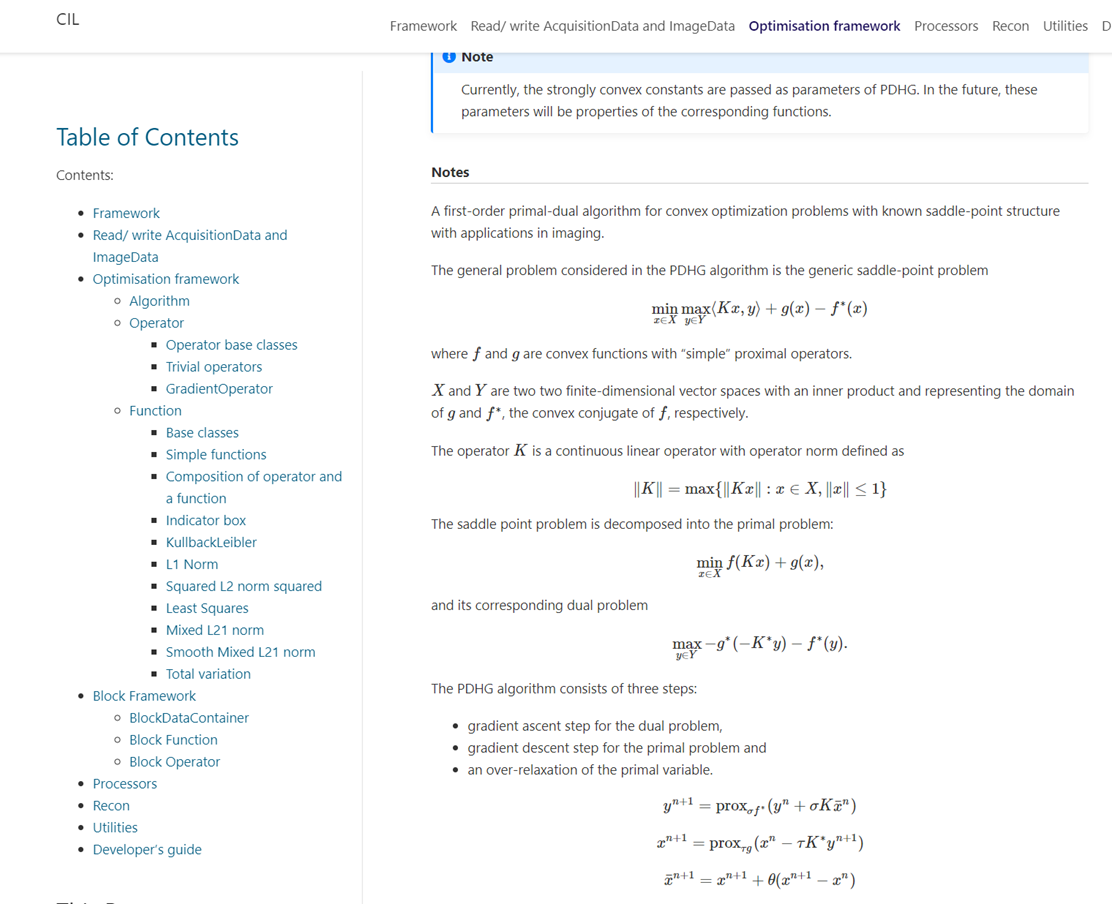 CIL
Framework Read/ write AcquisitionData and ImageData Optimisation framework Processors Recon Utilities D
Table of Contents
Contents:
Framework
Read/ write AcquisitionData and
ImageData
Optimisation framework
Algorithm
Operator
Operator base classes
Trivial operators
GradientOperator
Function
Base classes
Simple functions
Composition of operator and
a function
Indicator box
KullbackLeibler
L1 Norm
Squared L2 norm squared
Least Squares
Mixed L21 norm
Smooth Mixed L21 norm
Total variation
Block Framework
BlockDataContainer
Block Function
Block Operator
Processors
Recon
Utilities
Developer's guide
Note
Currently, the strongly convex constants are passed as parameters of PDHG. In the future, these
parameters will be properties of the corresponding functions.
Notes
A first-order primal-dual algorithm for convex optimization problems with known saddle-point structure
with applications in imaging.
The general problem considered in the PDHG algorithm is the generic saddle-point problem
min_{x∈X} max_{y∈Y} ⟨Kx, y⟩ + g(x) − f*(x)
where f and g are convex functions with “simple” proximal operators.
X and Y are two two finite-dimensional vector spaces with an inner product and representing the domain
of g and f*, the convex conjugate of f, respectively.
The operator K is a continuous linear operator with operator norm defined as
‖K‖ = max{‖Kx‖ : x ∈ X, ‖x‖ ≤ 1}
The saddle point problem is decomposed into the primal problem:
min_{x∈X} f(Kx) + g(x),
and its corresponding dual problem
max_{y∈Y} −g*(−K*y) − f*(y).
The PDHG algorithm consists of three steps:
gradient ascent step for the dual problem,
gradient descent step for the primal problem and
an over-relaxation of the primal variable.
y^{n+1} = prox_{σf*}(y^n + σKx̄^n)
x^{n+1} = prox_{τg}(x^n − τK*y^{n+1})
x̄^{n+1} = x^{n+1} + θ(x^{n+1} − x^n)